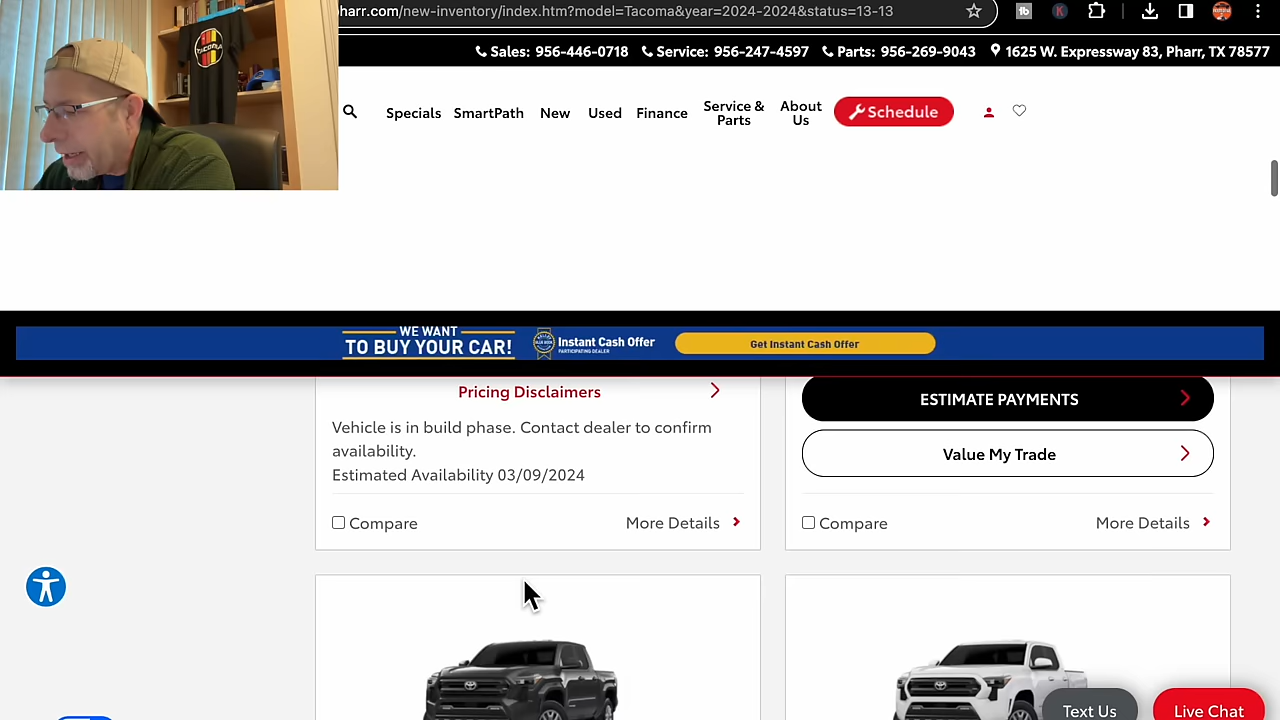 harr.com/new-inventory/index.htm?model=Tacoma&year=2024-2024&status=13-13
Sales: 956-446-0718 Service: 956-247-4597 Parts: 956-269-9043 1625 W. Expressway 83, Pharr, TX 78577
TACOMA
Specials SmartPath New Used Finance Service & Parts About Us Schedule
WE WANT
TO BUY YOUR CAR!
Instant Cash Offer
PARTICIPATING DEALER
Get Instant Cash Offer
Pricing Disclaimers
Vehicle is in build phase. Contact dealer to confirm
availability.
Estimated Availability 03/09/2024
Compare More Details
ESTIMATE PAYMENTS
Value My Trade
Compare More Details
Text Us
Live Chat